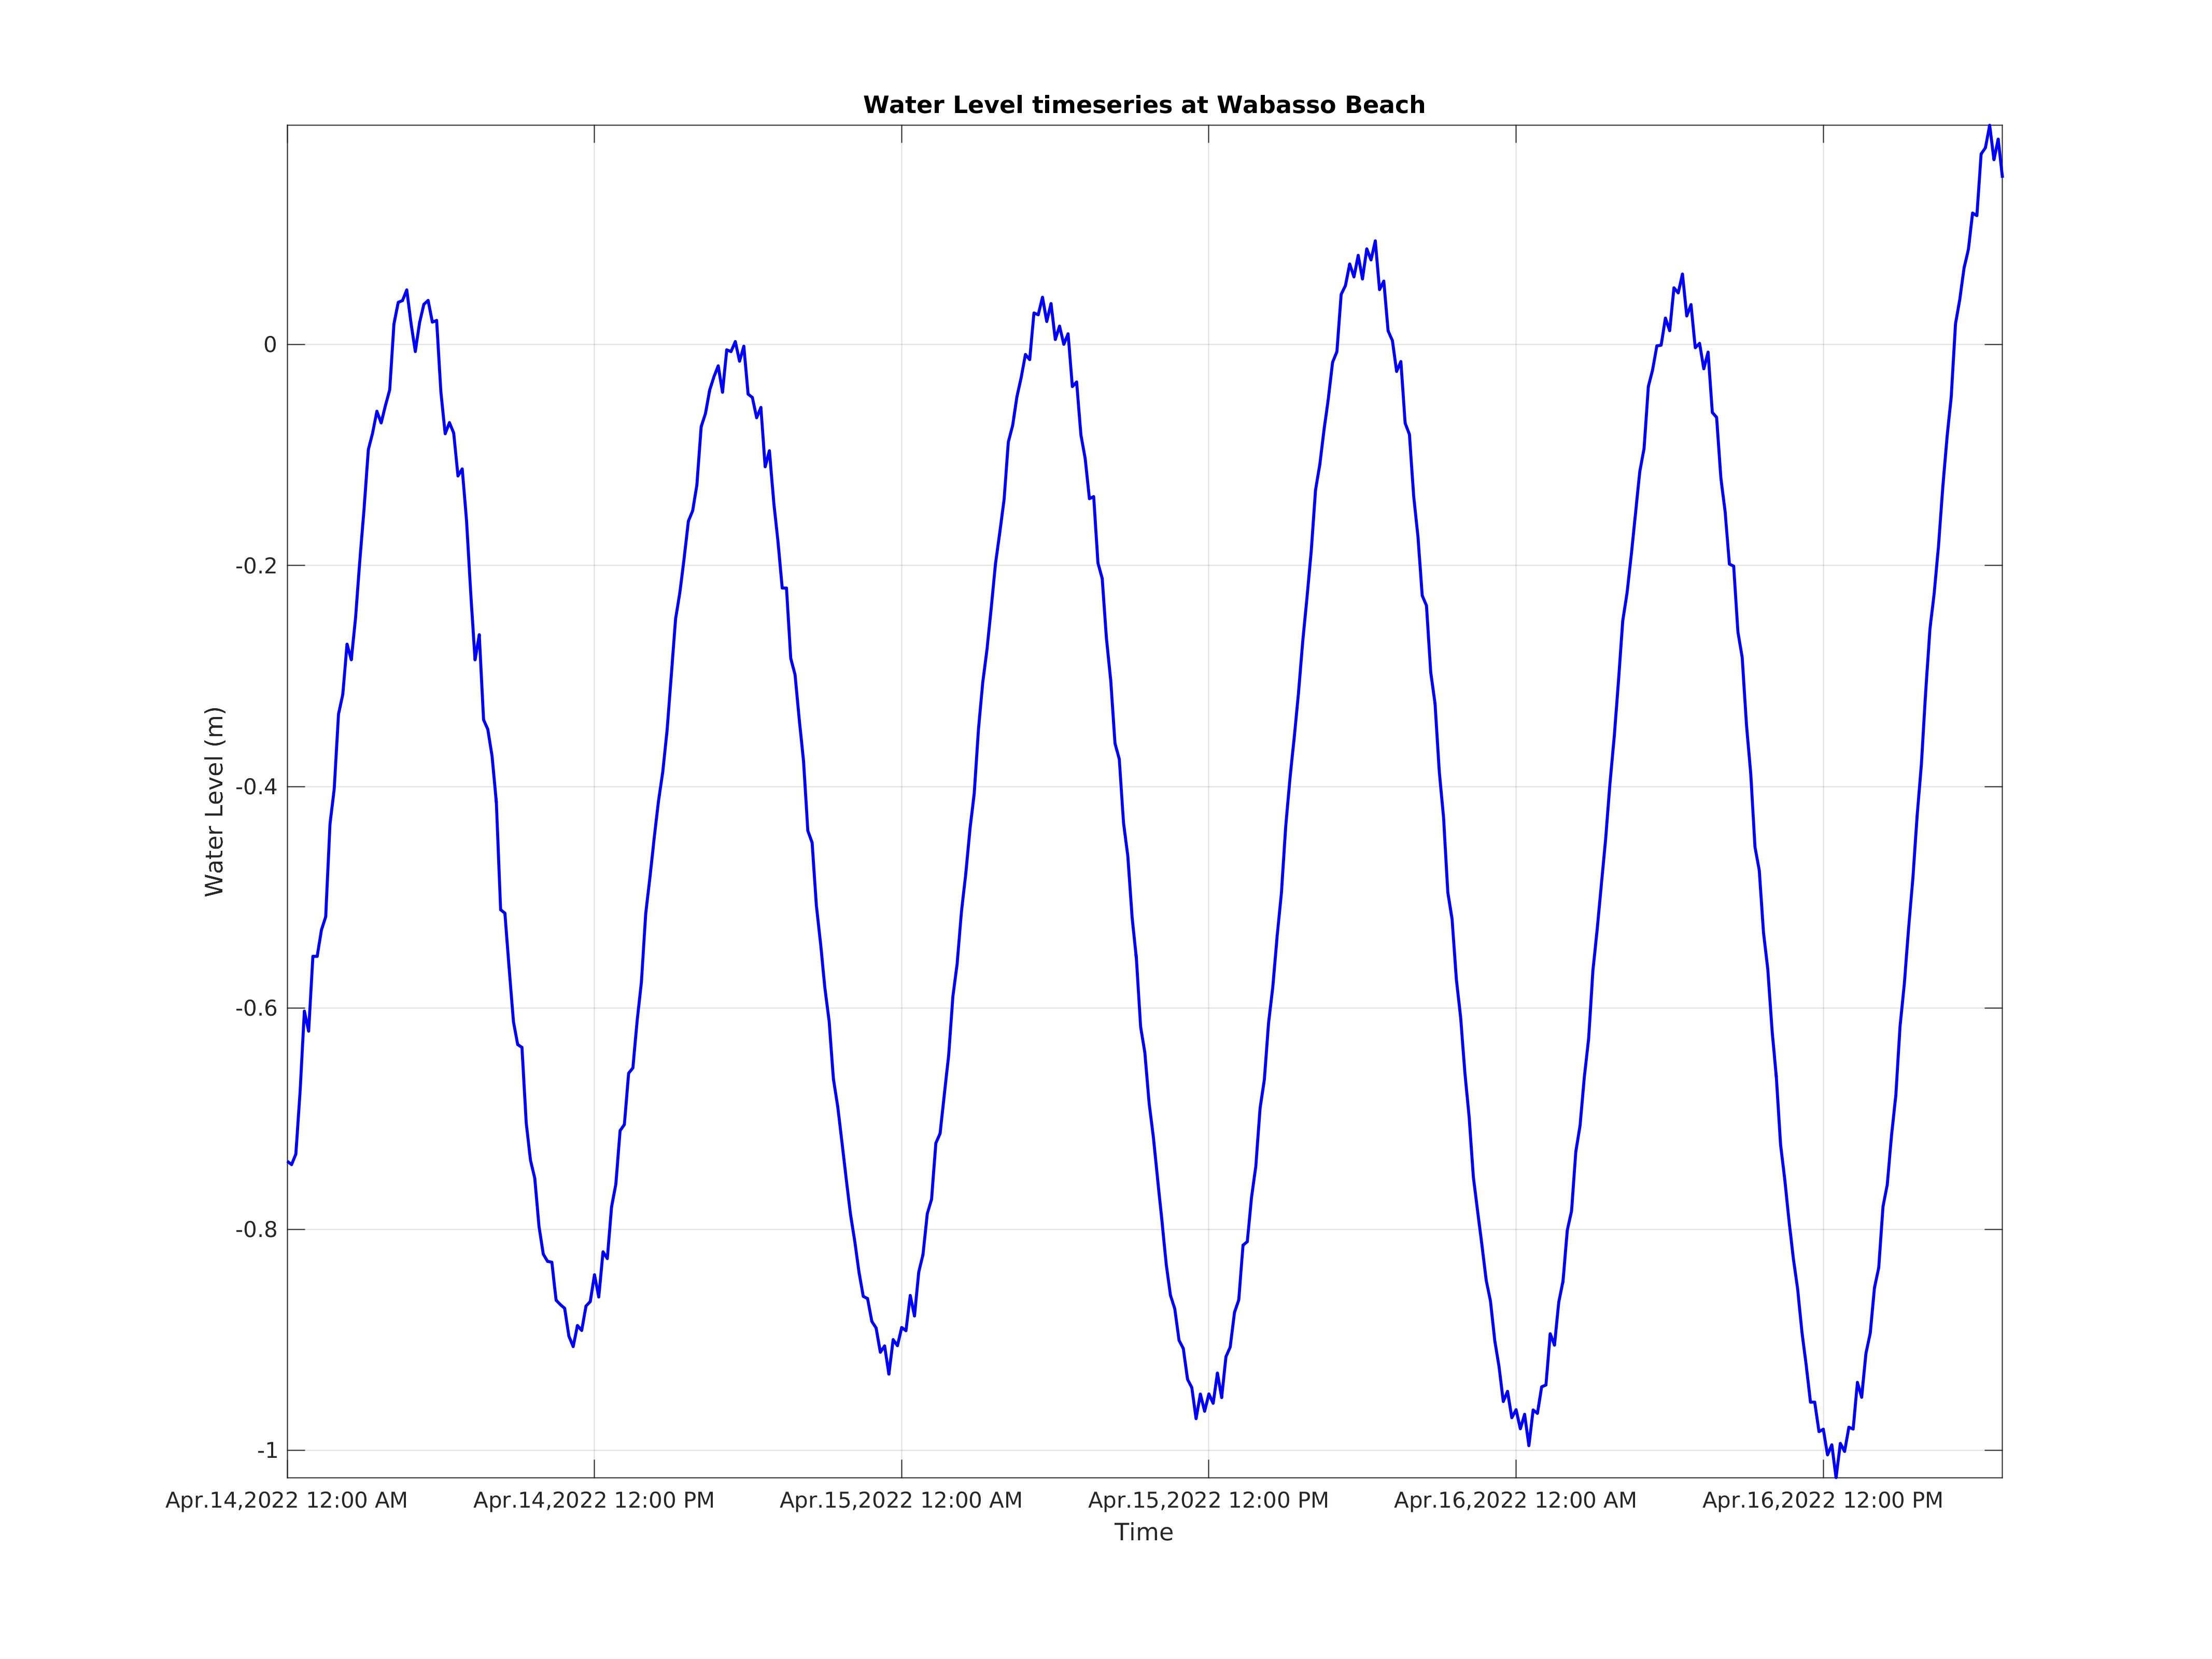 Water Level timeseries at Wabasso Beach
Water Level (m)
0
-0.2
-0.4
-0.6
-0.8
-1
Apr.14,2022 12:00 AM Apr.14,2022 12:00 PM Apr.15,2022 12:00 AM Apr.15,2022 12:00 PM Apr.16,2022 12:00 AM Apr.16,2022 12:00 PM
Time